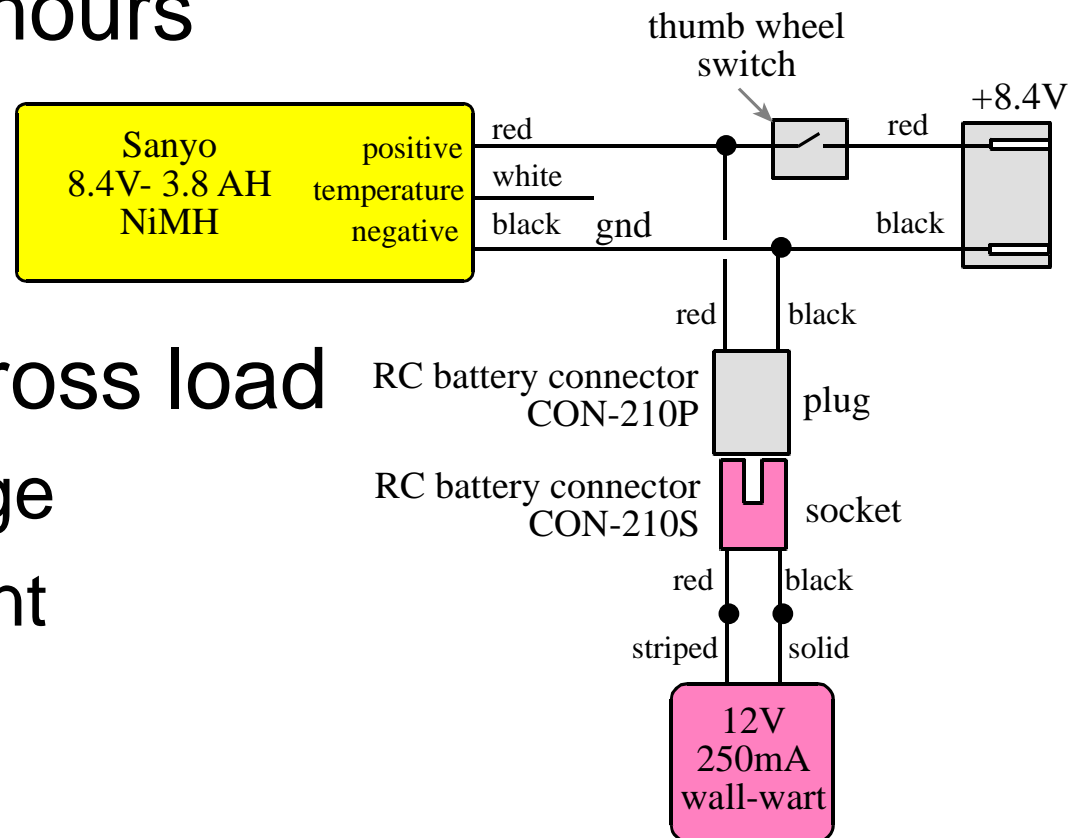 hours
thumb wheel
switch
+8.4V
Sanyo
8.4V- 3.8 AH
NiMH
positive
temperature
negative
red
white
black
gnd
red
black
red
black
ross load
RC battery connector
CON-210P
plug
ge
RC battery connector
CON-210S
socket
nt
red
black
striped
solid
12V
250mA
wall-wart